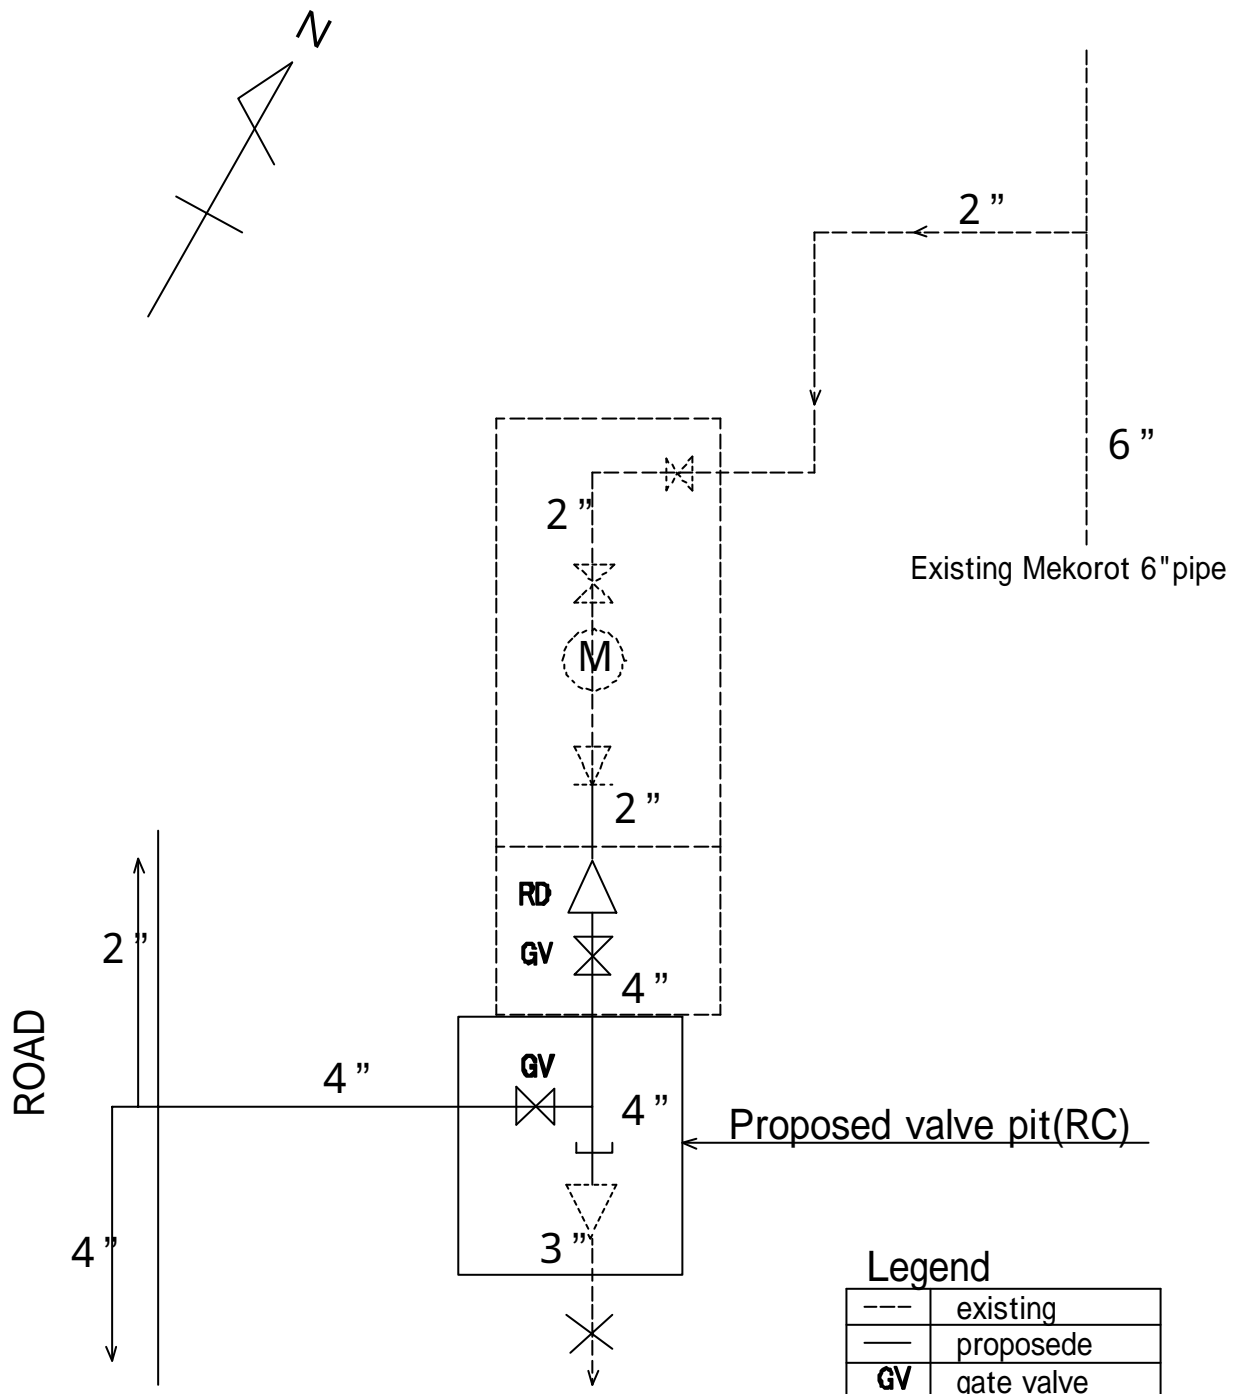 N
2 ”
6 ”
2 ”
Existing Mekorot 6"pipe
M
2 ”
RD
2 ”
GV
4 ”
ROAD
GV
4 ”
4 ”
Proposed valve pit(RC)
4 ”
3 ”
Legend
existing
proposede
GV gate valve